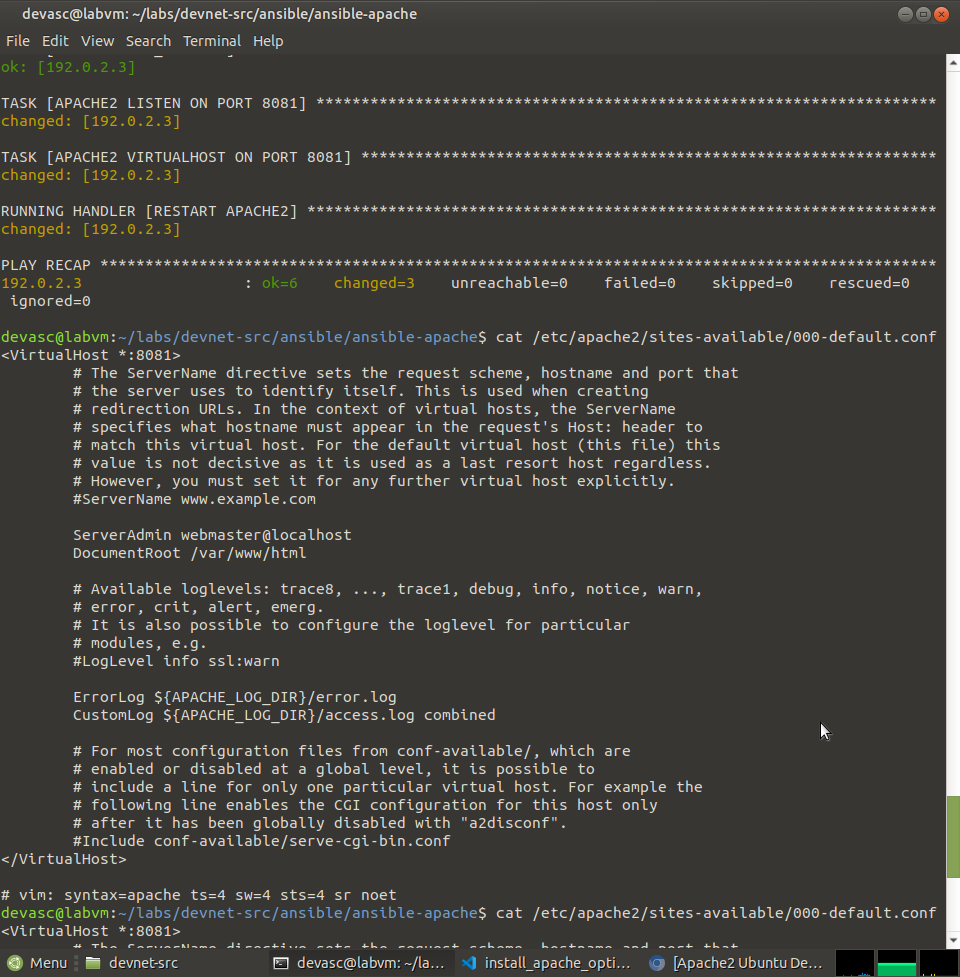 devasc@labvm: ~/labs/devnet-src/ansible/ansible-apache
File Edit View Search Terminal Help
ok: [192.0.2.3]
TASK [APACHE2 LISTEN ON PORT 8081] *********************************************************************
changed: [192.0.2.3]
TASK [APACHE2 VIRTUALHOST ON PORT 8081] ****************************************************************
changed: [192.0.2.3]
RUNNING HANDLER [RESTART APACHE2] **********************************************************************
changed: [192.0.2.3]
PLAY RECAP *********************************************************************************************
192.0.2.3                  : ok=6    changed=3    unreachable=0    failed=0    skipped=0    rescued=0
ignored=0
devasc@labvm:~/labs/devnet-src/ansible/ansible-apache$ cat /etc/apache2/sites-available/000-default.conf
<VirtualHost *:8081>
# The ServerName directive sets the request scheme, hostname and port that
# the server uses to identify itself. This is used when creating
# redirection URLs. In the context of virtual hosts, the ServerName
# specifies what hostname must appear in the request's Host: header to
# match this virtual host. For the default virtual host (this file) this
# value is not decisive as it is used as a last resort host regardless.
# However, you must set it for any further virtual host explicitly.
#ServerName www.example.com
ServerAdmin webmaster@localhost
DocumentRoot /var/www/html
# Available loglevels: trace8, ..., trace1, debug, info, notice, warn,
# error, crit, alert, emerg.
# It is also possible to configure the loglevel for particular
# modules, e.g.
#LogLevel info ssl:warn
ErrorLog ${APACHE_LOG_DIR}/error.log
CustomLog ${APACHE_LOG_DIR}/access.log combined
# For most configuration files from conf-available/, which are
# enabled or disabled at a global level, it is possible to
# include a line for only one particular virtual host. For example the
# following line enables the CGI configuration for this host only
# after it has been globally disabled with "a2disconf".
#Include conf-available/serve-cgi-bin.conf
</VirtualHost>
# vim: syntax=apache ts=4 sw=4 sts=4 sr noet
devasc@labvm:~/labs/devnet-src/ansible/ansible-apache$ cat /etc/apache2/sites-available/000-default.conf
<VirtualHost *:8081>
# The ServerName directive sets the request scheme, hostname and port that
Menu devnet-src devasc@labvm: ~/la... install_apache_opti... [Apache2 Ubuntu De...